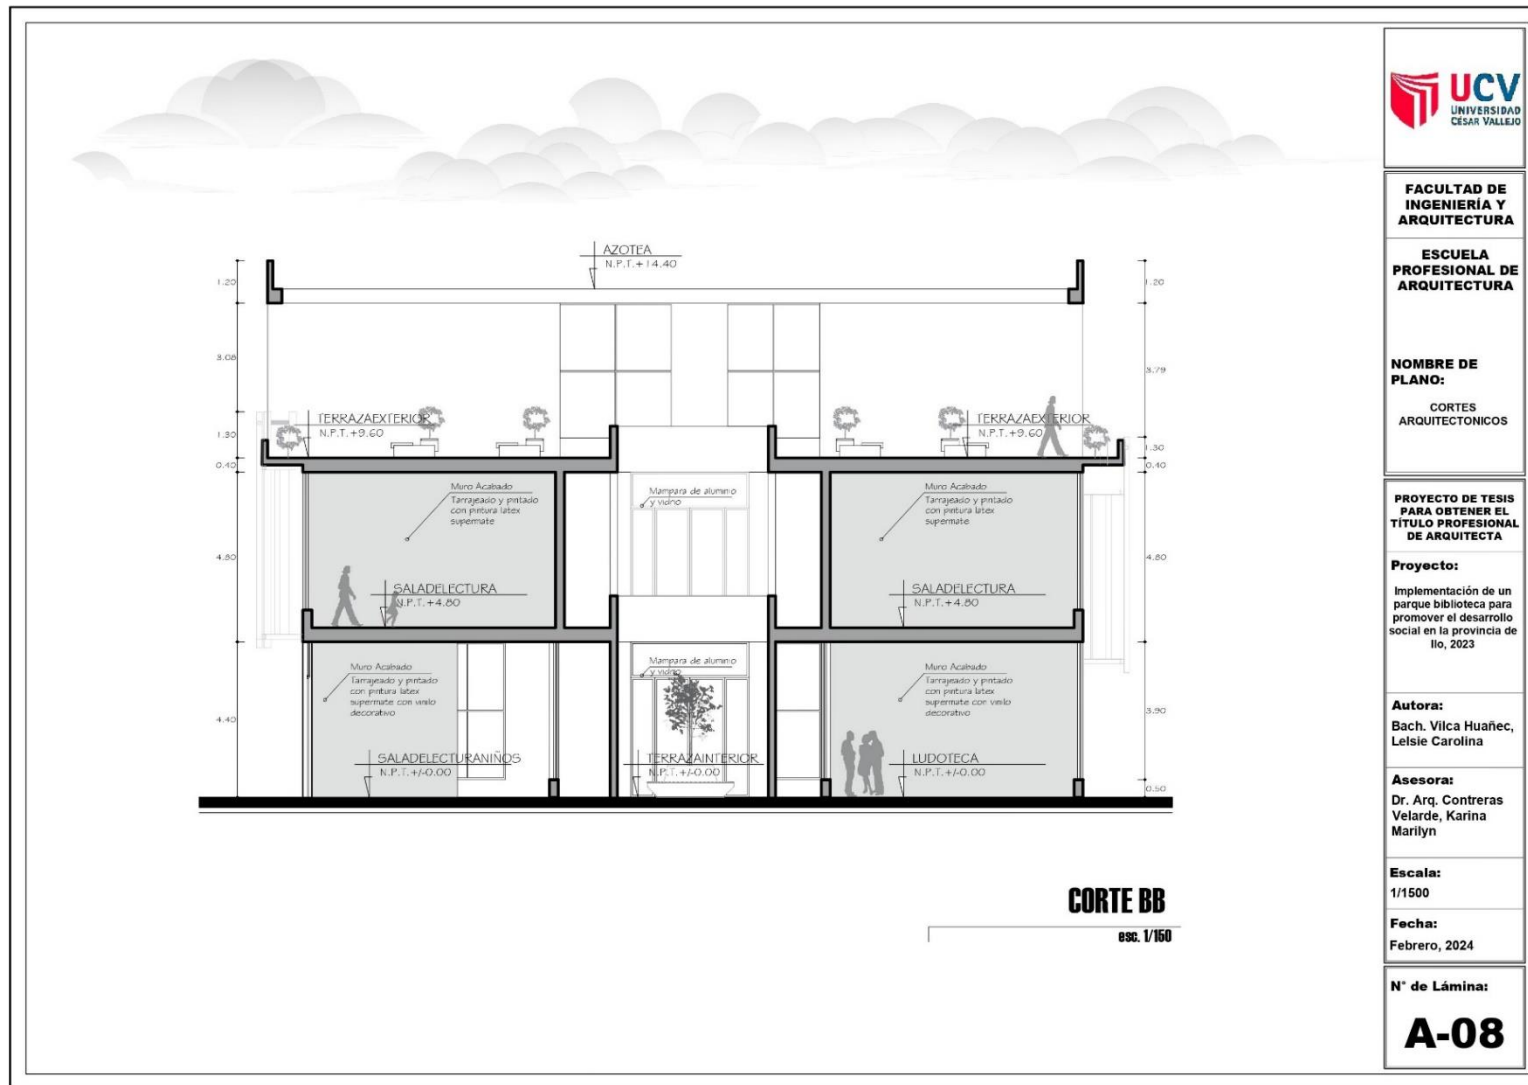 AZOTEA
N.P.T.+14.40
1.20
1.20
3.08
3.79
TERRAZAEXTERIOR
N.P.T.+9.60
TERRAZAEXTERIOR
N.P.T.+9.60
1.30
1.30
0.40
0.40
Muro Acabado
Tarrajeado y pintado
con pintura latex
supermate
Mampara de aluminio
y vidrio
Muro Acabado
Tarrajeado y pintado
con pintura latex
supermate
4.80
4.80
SALADELECTURA
N.P.T.+4.80
SALADELECTURA
N.P.T.+4.80
Muro Acabado
Tarrajeado y pintado
con pintura latex
supermate con vinilo
decorativo
Mampara de aluminio
y vidrio
Muro Acabado
Tarrajeado y pintado
con pintura latex
supermate con vinilo
decorativo
4.40
3.90
SALADELECTURANIÑOS
N.P.T.+/-0.00
TERRAZAINTERIOR
N.P.T.+/-0.00
LUDOTECA
N.P.T.+/-0.00
0.50
CORTE BB
esc. 1/150
UCV
UNIVERSIDAD
CÉSAR VALLEJO
FACULTAD DE
INGENIERÍA Y
ARQUITECTURA
ESCUELA
PROFESIONAL DE
ARQUITECTURA
NOMBRE DE
PLANO:
CORTES
ARQUITECTONICOS
PROYECTO DE TESIS
PARA OBTENER EL
TÍTULO PROFESIONAL
DE ARQUITECTA
Proyecto:
Implementación de un
parque biblioteca para
promover el desarrollo
social en la provincia de
Ilo, 2023
Autora:
Bach. Vilca Huañec,
Lelsie Carolina
Asesora:
Dr. Arq. Contreras
Velarde, Karina
Marilyn
Escala:
1/1500
Fecha:
Febrero, 2024
N° de Lámina:
A-08